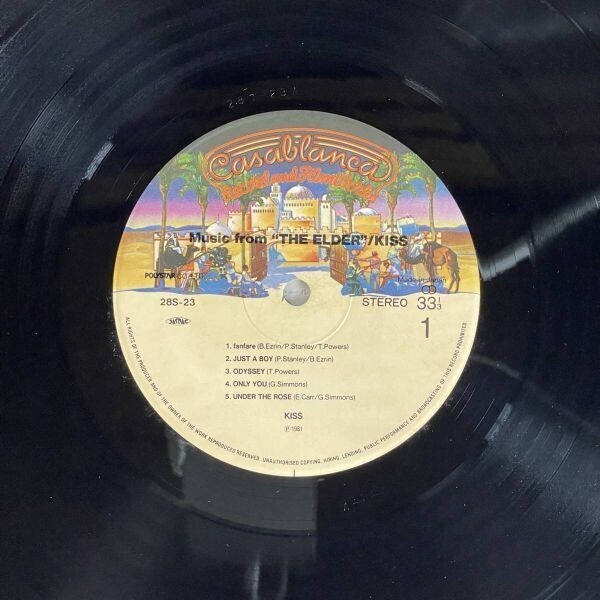 Casablanca
Record and FilmWorks
Music from "THE ELDER"/KISS
POLYSTAR CO., LTD.
Made in Japan
28S-23
STEREO 33 1/3
JASRAC
1
1. fanfare (B.Ezrin/P.Stanley/T.Powers)
2. JUST A BOY (P.Stanley/B.Ezrin)
3. ODYSSEY (T.Powers)
4. ONLY YOU (G.Simmons)
5. UNDER THE ROSE (E.Carr/G.Simmons)
KISS
Ⓟ 1981
ALL RIGHTS OF THE PRODUCER AND OF THE OWNER OF THE WORK REPRODUCED RESERVED. UNAUTHORISED COPYING, HIRING, LENDING, PUBLIC PERFORMANCE AND BROADCASTING OF THIS RECORD PROHIBITED.